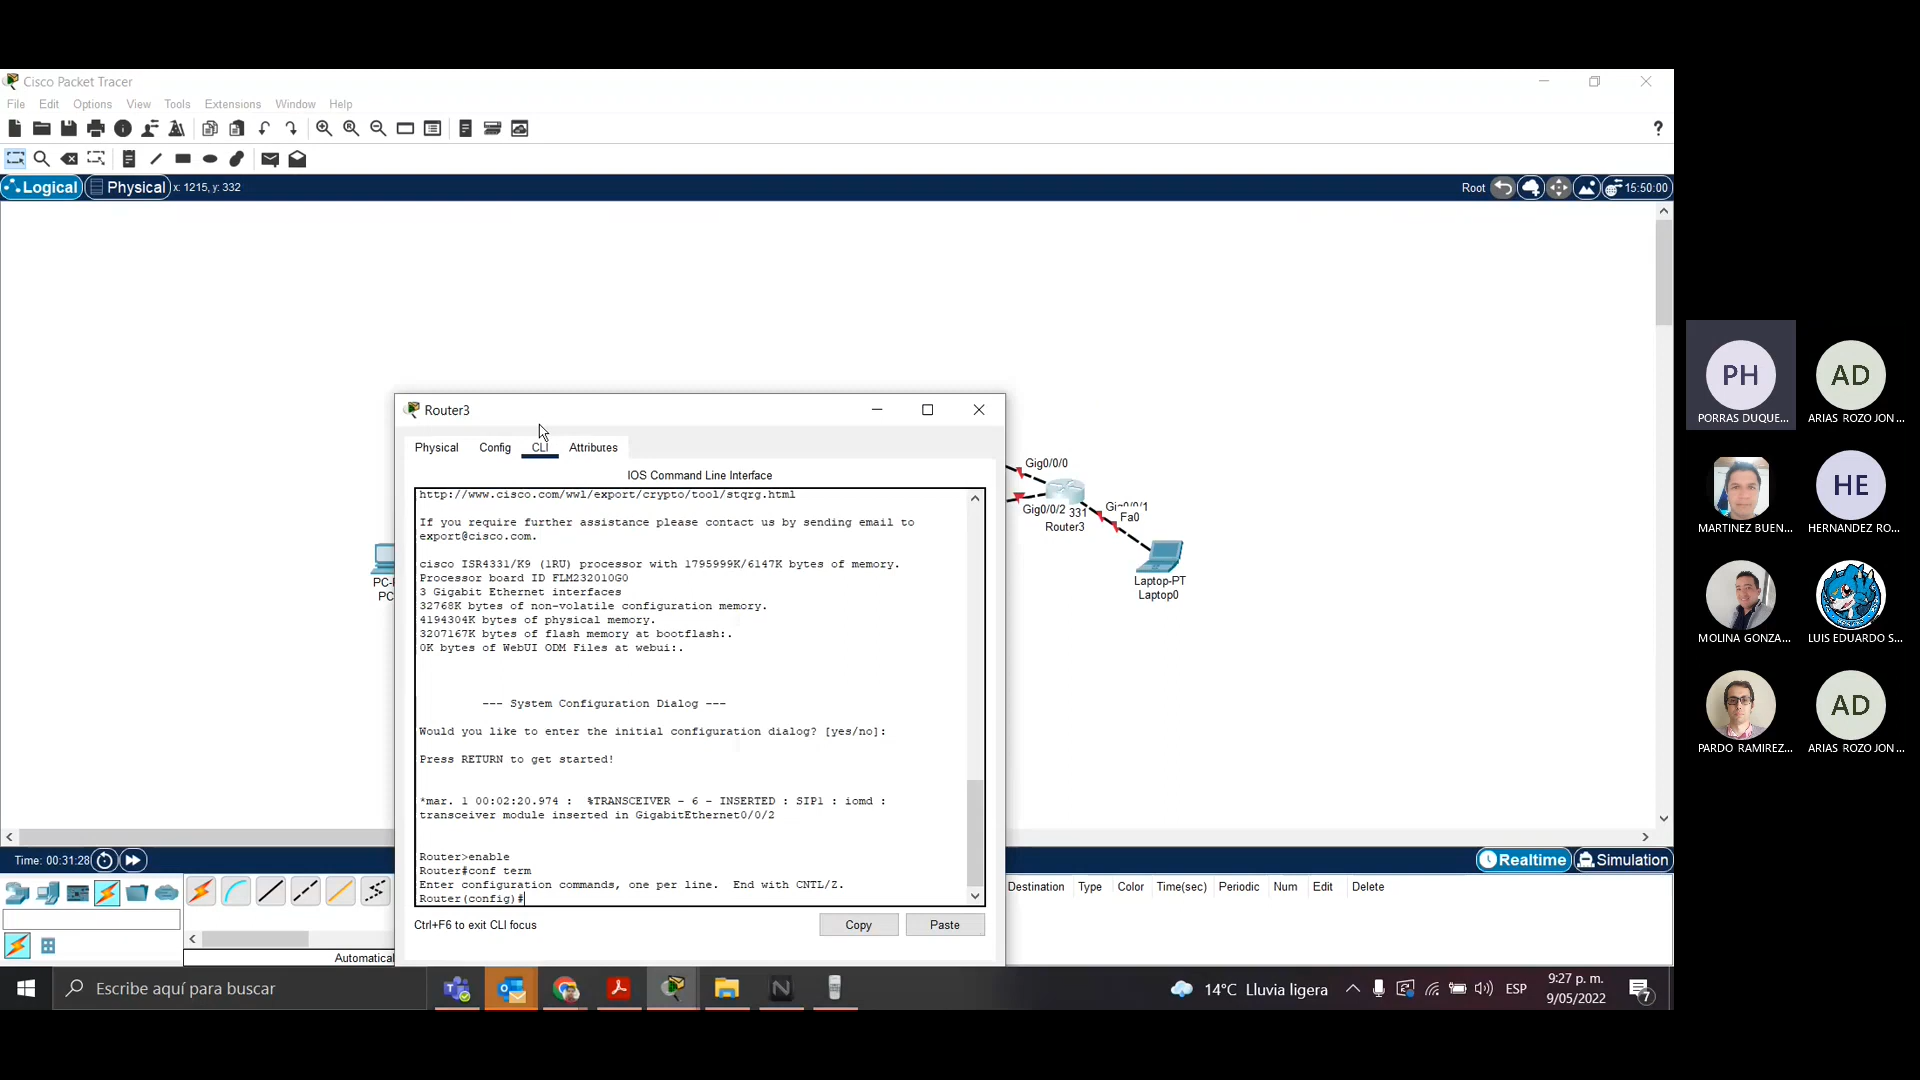 Cisco Packet Tracer
File Edit Options View Tools Extensions Window Help
?
Logical Physical x: 1215, y: 332
Root 15:50:00
Router3
Physical Config CLI Attributes
IOS Command Line Interface
http://www.cisco.com/wwl/export/crypto/tool/stqrg.html
If you require further assistance please contact us by sending email to
export@cisco.com.
cisco ISR4331/K9 (1RU) processor with 1795999K/6147K bytes of memory.
Processor board ID FLM232010G0
3 Gigabit Ethernet interfaces
32768K bytes of non-volatile configuration memory.
4194304K bytes of physical memory.
3207167K bytes of flash memory at bootflash:.
0K bytes of WebUI ODM Files at webui:.
--- System Configuration Dialog ---
Would you like to enter the initial configuration dialog? [yes/no]:
Press RETURN to get started!
*mar. 1 00:02:20.974 : %TRANSCEIVER - 6 - INSERTED : SIP1 : iomd :
transceiver module inserted in GigabitEthernet0/0/2
Router>enable
Router#conf term
Enter configuration commands, one per line. End with CNTL/Z.
Router(config)#
Ctrl+F6 to exit CLI focus
Copy
Paste
Gig0/0/0
Gig0/0/2
331
Router3
Fa0
Laptop-PT
Laptop0
Time: 00:31:28
Realtime
Simulation
Destination Type Color Time(sec) Periodic Num Edit Delete
Escribe aquí para buscar
14°C Lluvia ligera
ESP
9:27 p. m.
9/05/2022
7
PH
PORRAS DUQUE...
AD
ARIAS ROZO JON ...
MARTINEZ BUEN...
HE
HERNANDEZ RO...
MOLINA GONZA...
LUIS EDUARDO S...
PARDO RAMIREZ...
AD
ARIAS ROZO JON ...